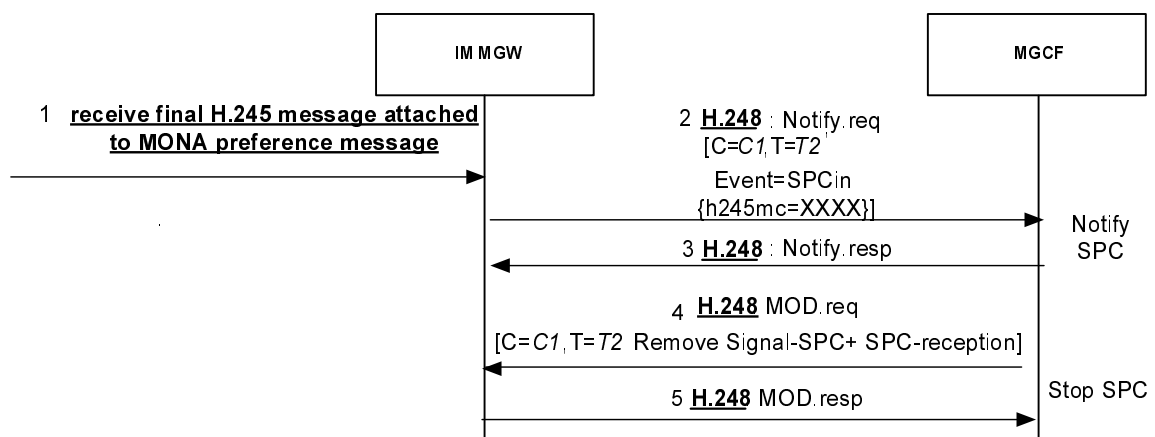 IM MGW
MGCF
1 receive final H.245 message attached
to MONA preference message
2 H.248 : Notify.req
[C=C1,T=T2,
Event=SPCin
{h245mc=XXXX}]
Notify
SPC
3 H.248 : Notify.resp
4 H.248 MOD.req
[C=C1,T=T2 Remove Signal-SPC+ SPC-reception]
Stop SPC
5 H.248 MOD.resp